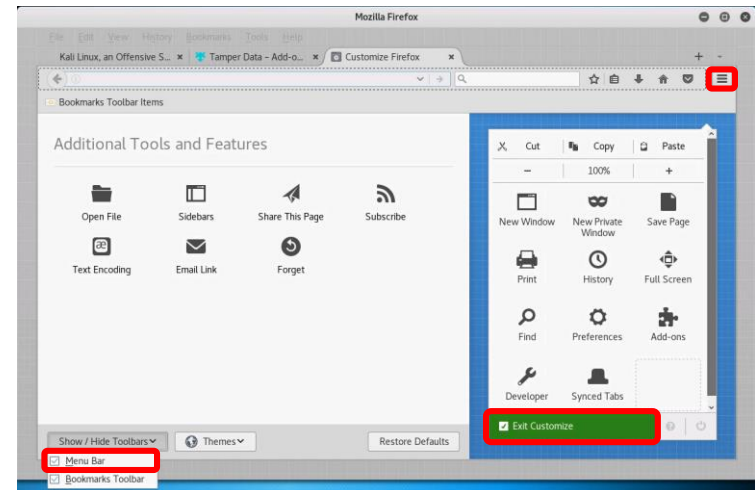 Mozilla Firefox
File Edit View History Bookmarks Tools Help
Kali Linux, an Offensive S... × Tamper Data – Add-o... × Customize Firefox × + -
Bookmarks Toolbar Items
Additional Tools and Features
Cut Copy Paste
− 100% +
Open File Sidebars Share This Page Subscribe
New Window New Private Save Page
Window
Text Encoding Email Link Forget
Print History Full Screen
Find Preferences Add-ons
Developer Synced Tabs
Exit Customize
Show / Hide Toolbars Themes Restore Defaults
Menu Bar
Bookmarks Toolbar